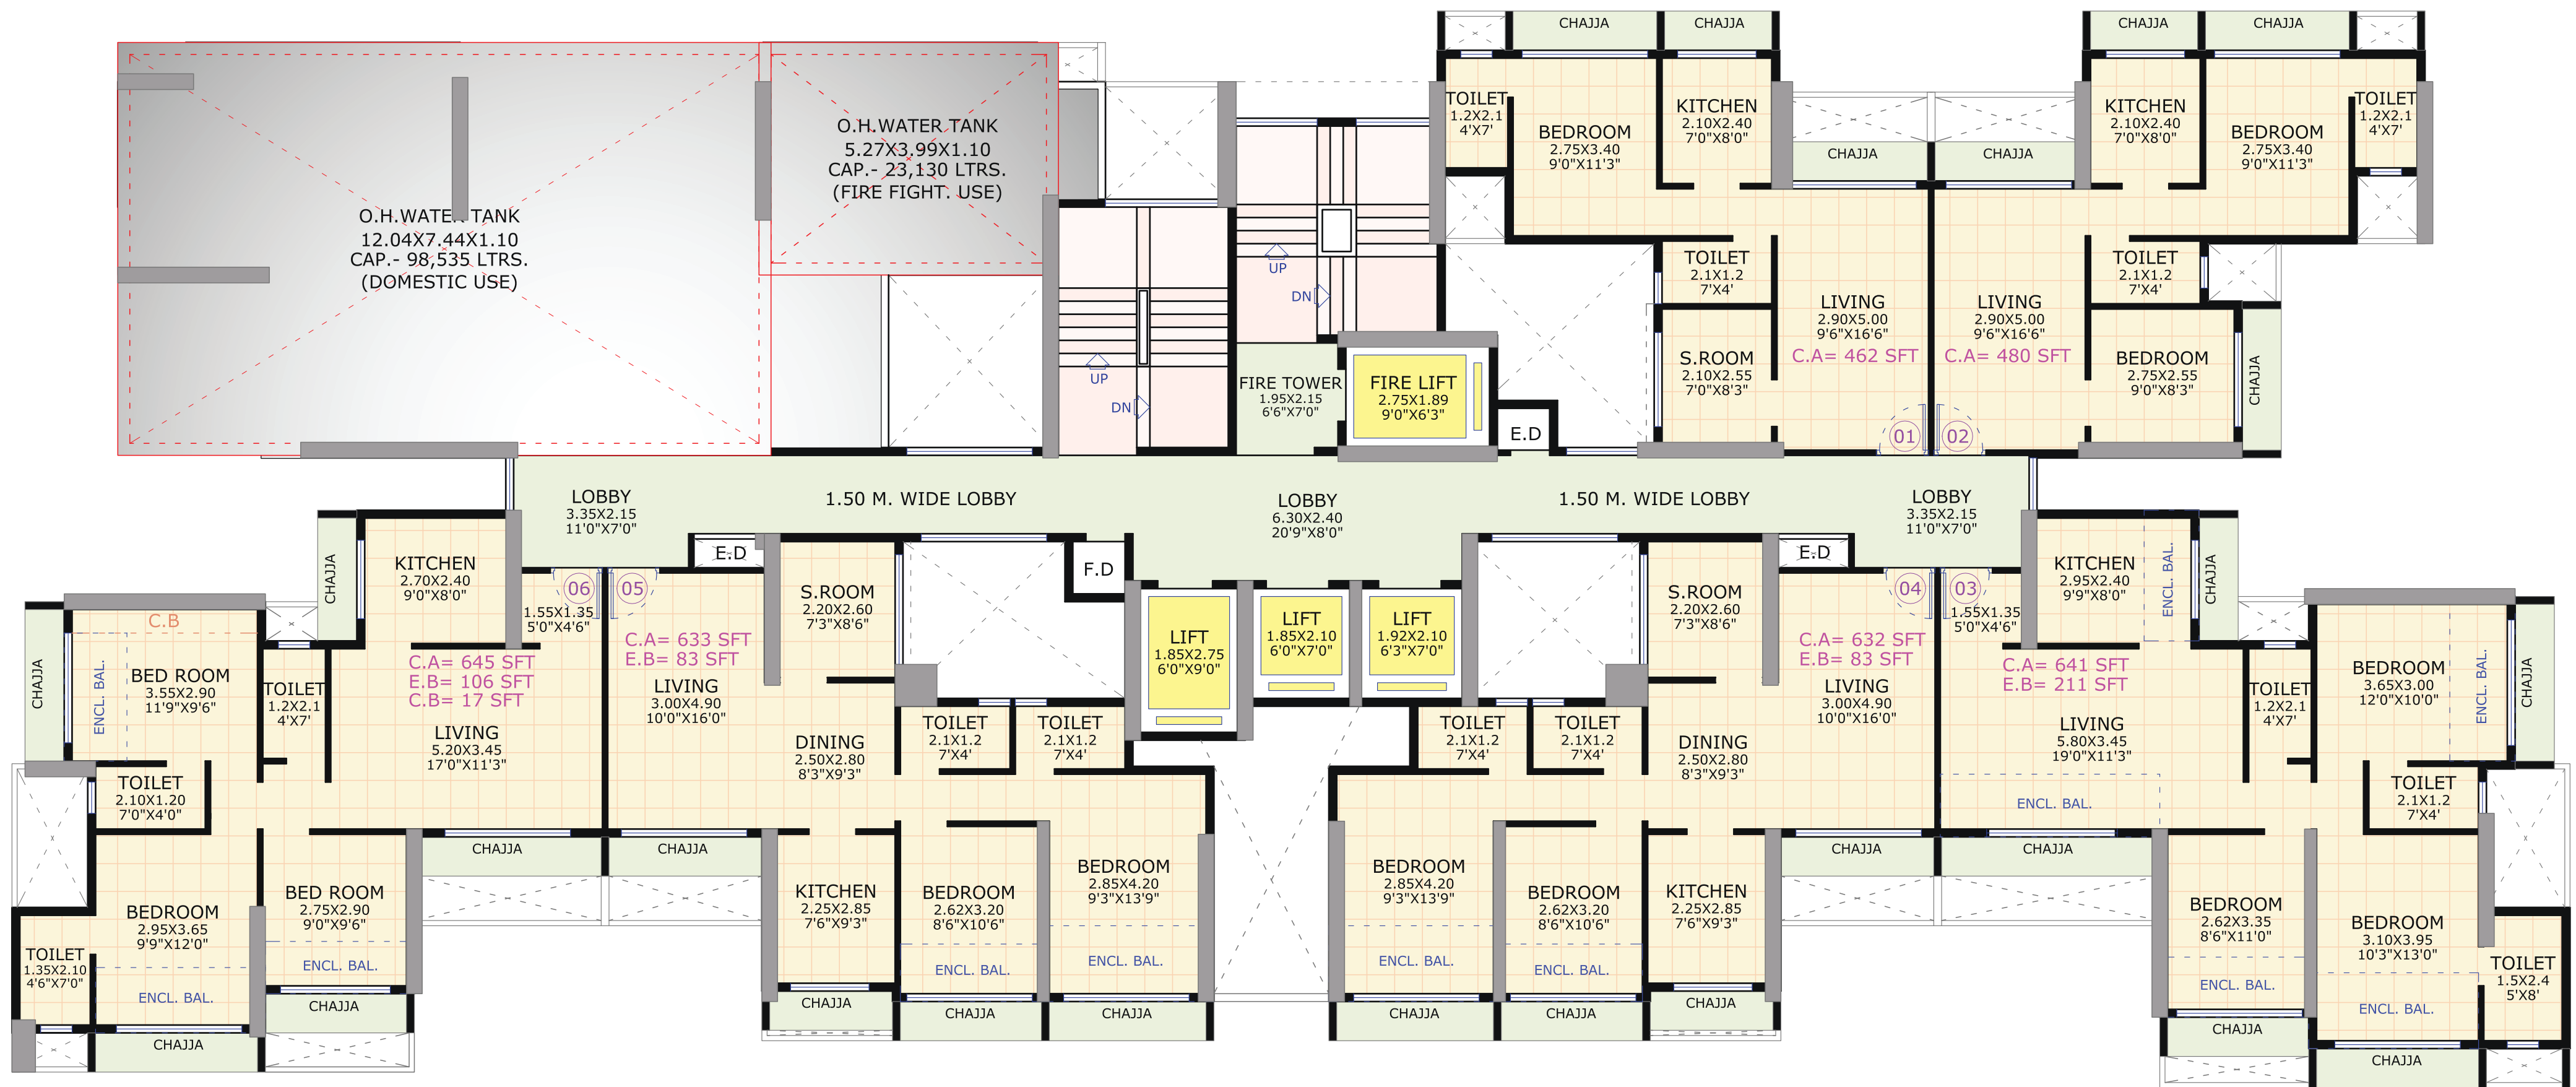 CHAJJA
CHAJJA
CHAJJA
CHAJJA
O.H.WATER TANK
12.04X7.44X1.10
CAP.- 98,535 LTRS.
(DOMESTIC USE)
O.H.WATER TANK
5.27X3.99X1.10
CAP.- 23,130 LTRS.
(FIRE FIGHT. USE)
UP
DN
UP
DN
FIRE TOWER
1.95X2.15
6'6"X7'0"
FIRE LIFT
2.75X1.89
9'0"X6'3"
E.D
TOILET
1.2X2.1
4'X7'
BEDROOM
2.75X3.40
9'0"X11'3"
KITCHEN
2.10X2.40
7'0"X8'0"
CHAJJA
CHAJJA
KITCHEN
2.10X2.40
7'0"X8'0"
BEDROOM
2.75X3.40
9'0"X11'3"
TOILET
1.2X2.1
4'X7'
TOILET
2.1X1.2
7'X4'
S.ROOM
2.10X2.55
7'0"X8'3"
LIVING
2.90X5.00
9'6"X16'6"
C.A= 462 SFT
01
LIVING
2.90X5.00
9'6"X16'6"
C.A= 480 SFT
02
TOILET
2.1X1.2
7'X4'
BEDROOM
2.75X2.55
9'0"X8'3"
CHAJJA
LOBBY
3.35X2.15
11'0"X7'0"
1.50 M. WIDE LOBBY
LOBBY
6.30X2.40
20'9"X8'0"
1.50 M. WIDE LOBBY
LOBBY
3.35X2.15
11'0"X7'0"
CHAJJA
KITCHEN
2.70X2.40
9'0"X8'0"
06
1.55X1.35
5'0"X4'6"
05
E.D
S.ROOM
2.20X2.60
7'3"X8'6"
F.D
LIFT
1.85X2.75
6'0"X9'0"
LIFT
1.85X2.10
6'0"X7'0"
LIFT
1.92X2.10
6'3"X7'0"
S.ROOM
2.20X2.60
7'3"X8'6"
E.D
04
03
1.55X1.35
5'0"X4'6"
KITCHEN
2.95X2.40
9'9"X8'0"
ENCL. BAL.
CHAJJA
CHAJJA
ENCL. BAL.
C.B
BED ROOM
3.55X2.90
11'9"X9'6"
TOILET
1.2X2.1
4'X7'
C.A= 645 SFT
E.B= 106 SFT
C.B= 17 SFT
LIVING
5.20X3.45
17'0"X11'3"
C.A= 633 SFT
E.B= 83 SFT
LIVING
3.00X4.90
10'0"X16'0"
DINING
2.50X2.80
8'3"X9'3"
TOILET
2.1X1.2
7'X4'
TOILET
2.1X1.2
7'X4'
TOILET
2.1X1.2
7'X4'
TOILET
2.1X1.2
7'X4'
DINING
2.50X2.80
8'3"X9'3"
C.A= 632 SFT
E.B= 83 SFT
LIVING
3.00X4.90
10'0"X16'0"
C.A= 641 SFT
E.B= 211 SFT
LIVING
5.80X3.45
19'0"X11'3"
ENCL. BAL.
TOILET
1.2X2.1
4'X7'
BEDROOM
3.65X3.00
12'0"X10'0"
ENCL. BAL.
CHAJJA
TOILET
2.10X1.20
7'0"X4'0"
TOILET
2.1X1.2
7'X4'
CHAJJA
CHAJJA
CHAJJA
CHAJJA
TOILET
1.35X2.10
4'6"X7'0"
BEDROOM
2.95X3.65
9'9"X12'0"
ENCL. BAL.
BED ROOM
2.75X2.90
9'0"X9'6"
ENCL. BAL.
KITCHEN
2.25X2.85
7'6"X9'3"
BEDROOM
2.62X3.20
8'6"X10'6"
ENCL. BAL.
BEDROOM
2.85X4.20
9'3"X13'9"
ENCL. BAL.
BEDROOM
2.85X4.20
9'3"X13'9"
ENCL. BAL.
BEDROOM
2.62X3.20
8'6"X10'6"
ENCL. BAL.
KITCHEN
2.25X2.85
7'6"X9'3"
BEDROOM
2.62X3.35
8'6"X11'0"
ENCL. BAL.
BEDROOM
3.10X3.95
10'3"X13'0"
ENCL. BAL.
TOILET
1.5X2.4
5'X8'
CHAJJA
CHAJJA
CHAJJA
CHAJJA
CHAJJA
CHAJJA
CHAJJA
CHAJJA
CHAJJA
CHAJJA